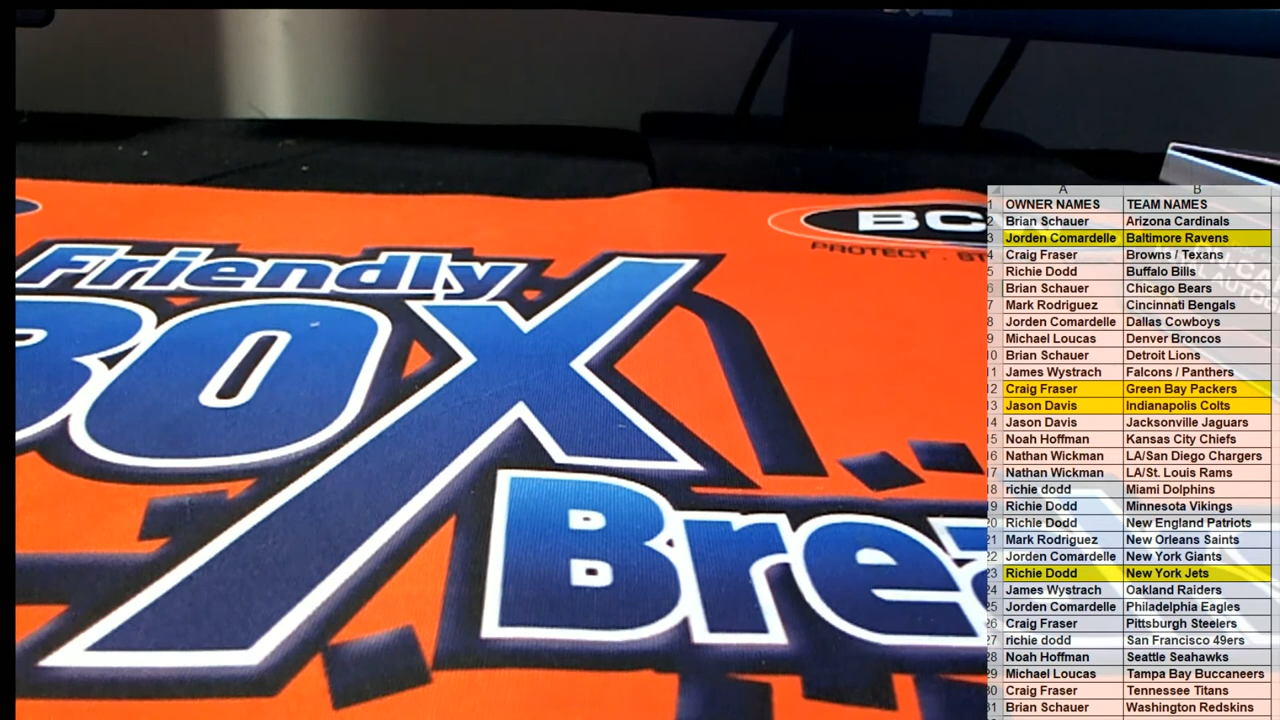 Friendly
BOX
Brea
BC
PROTECT . ST
A B
1 OWNER NAMES TEAM NAMES
2 Brian Schauer Arizona Cardinals
3 Jorden Comardelle Baltimore Ravens
4 Craig Fraser Browns / Texans
5 Richie Dodd Buffalo Bills
6 Brian Schauer Chicago Bears
7 Mark Rodriguez Cincinnati Bengals
8 Jorden Comardelle Dallas Cowboys
9 Michael Loucas Denver Broncos
10 Brian Schauer Detroit Lions
11 James Wystrach Falcons / Panthers
12 Craig Fraser Green Bay Packers
13 Jason Davis Indianapolis Colts
14 Jason Davis Jacksonville Jaguars
15 Noah Hoffman Kansas City Chiefs
16 Nathan Wickman LA/San Diego Chargers
17 Nathan Wickman LA/St. Louis Rams
18 richie dodd Miami Dolphins
19 Richie Dodd Minnesota Vikings
20 Richie Dodd New England Patriots
21 Mark Rodriguez New Orleans Saints
22 Jorden Comardelle New York Giants
23 Richie Dodd New York Jets
24 James Wystrach Oakland Raiders
25 Jorden Comardelle Philadelphia Eagles
26 Craig Fraser Pittsburgh Steelers
27 richie dodd San Francisco 49ers
28 Noah Hoffman Seattle Seahawks
29 Michael Loucas Tampa Bay Buccaneers
30 Craig Fraser Tennessee Titans
31 Brian Schauer Washington Redskins